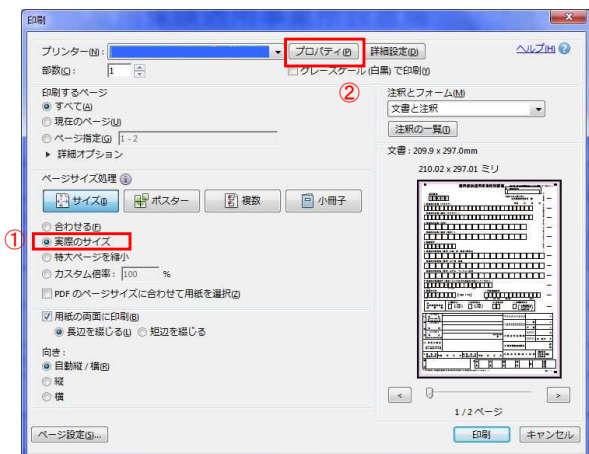 印刷
プリンター(N): プロパティ(P) 詳細設定(D) ヘルプ(H)
部数(C): 1 グレースケール(白黒)で印刷(Y)
②
印刷するページ
すべて(A)
現在のページ(U)
ページ指定(G) 1 - 2
詳細オプション
ページサイズ処理
サイズ(I) ポスター 複数 小冊子
合わせる(F)
① 実際のサイズ
特大ページを縮小
カスタム倍率: 100 %
PDF のページサイズに合わせて用紙を選択(Z)
用紙の両面に印刷(B)
長辺を綴じる(L) 短辺を綴じる
向き:
自動縦/横(R)
縦
横
注釈とフォーム(M)
文書と注釈
注釈の一覧(T)
文書: 209.9 x 297.0mm
210.02 x 297.01 ミリ
< >
1 / 2 ページ
ページ設定(S)... 印刷 キャンセル